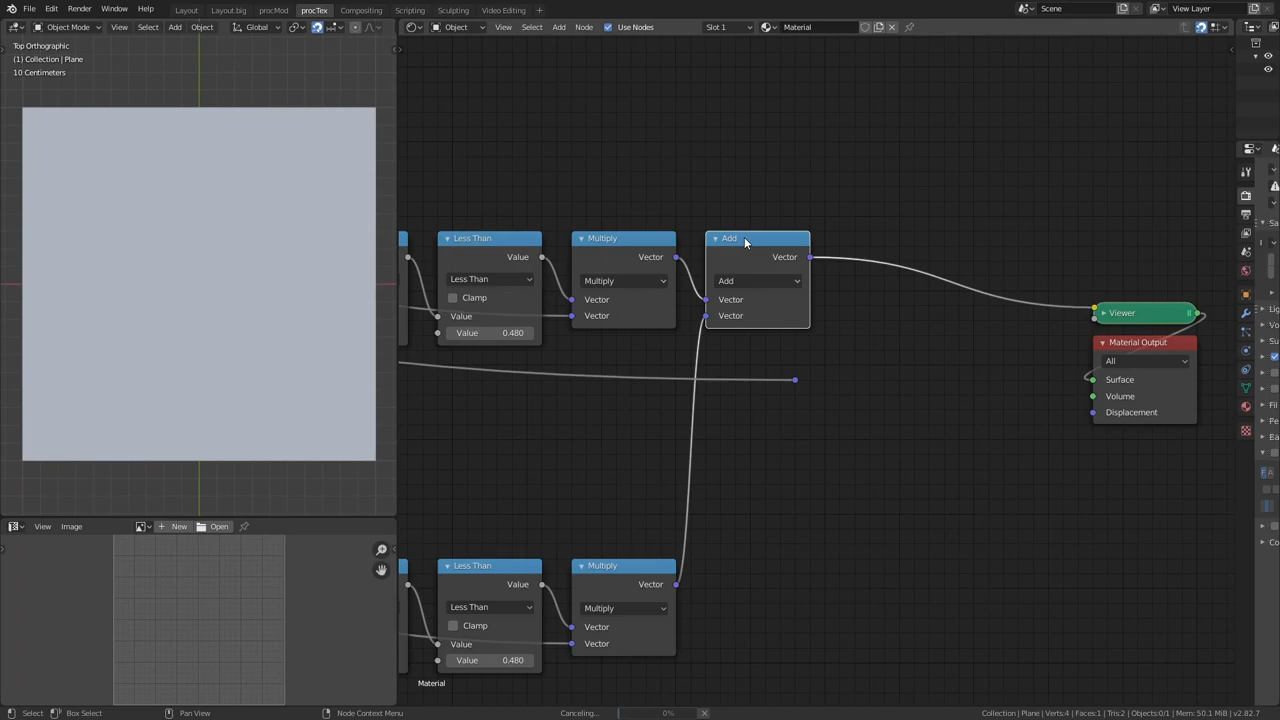 File Edit Render Window Help Layout Layout.big procMod procTex Compositing Scripting Sculpting Video Editing Scene View Layer
Object Mode View Select Add Object Global Object View Select Add Node Use Nodes Slot 1 Material
Top Orthographic
(1) Collection | Plane
10 Centimeters
Less Than
Value
Less Than
Clamp
Value
Value 0.480
Multiply
Vector
Multiply
Vector
Vector
Add
Vector
Add
Vector
Vector
Viewer
Material Output
All
Surface
Volume
Displacement
View Image New Open
Less Than
Value
Less Than
Clamp
Value
Value 0.480
Multiply
Vector
Multiply
Vector
Vector
Material
Select Box Select Pan View Node Context Menu Canceling... 0% Collection | Plane | Verts:4 | Faces:1 | Tris:2 | Objects:0/1 | Mem: 50.1 MiB | v2.82.7